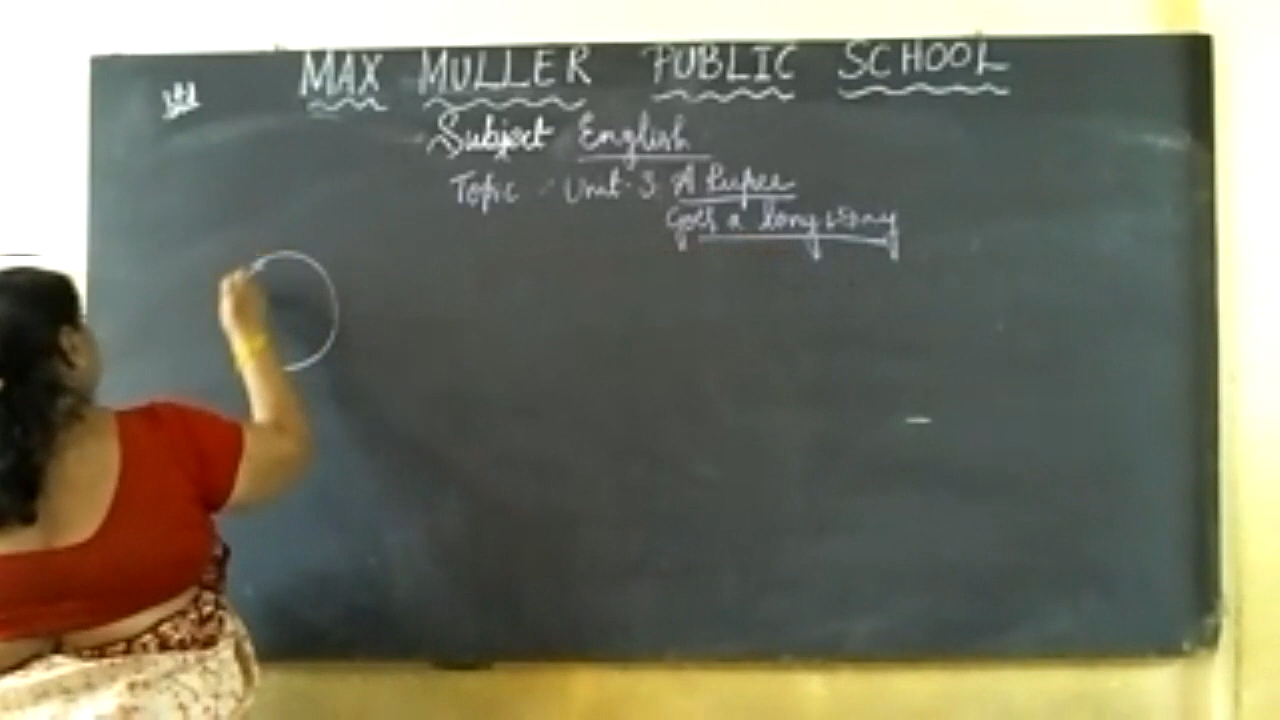 MAX MULLER PUBLIC SCHOOL
Subject English
Topic - Unit-3. A Rupee
Goes a long way